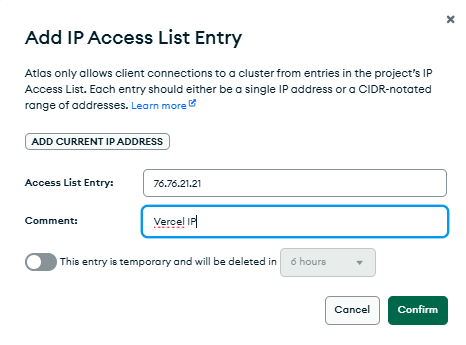 Add IP Access List Entry
Atlas only allows client connections to a cluster from entries in the project's IP
Access List. Each entry should either be a single IP address or a CIDR-notated
range of addresses. Learn more
ADD CURRENT IP ADDRESS
Access List Entry: 76.76.21.21
Comment: Vercel IP
This entry is temporary and will be deleted in 6 hours
Cancel Confirm